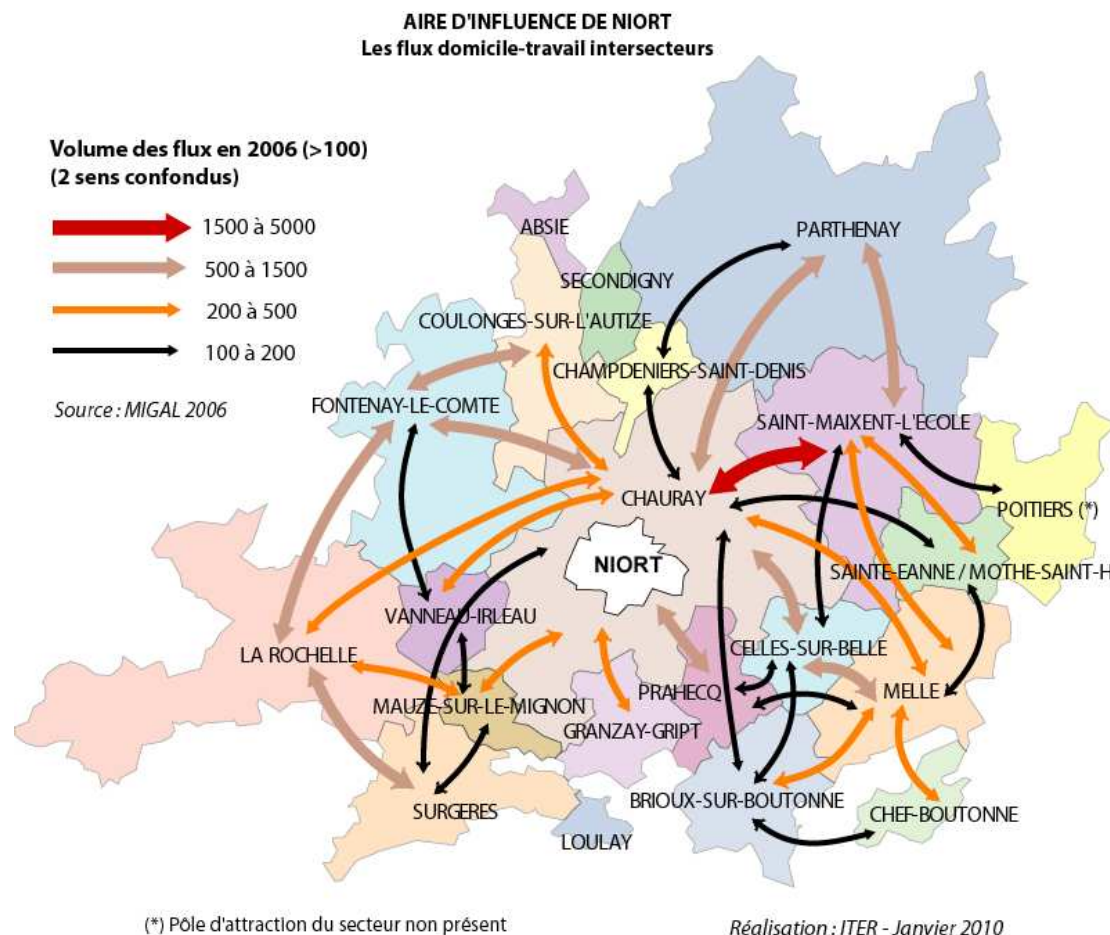 AIRE D'INFLUENCE DE NIORT
Les flux domicile-travail intersecteurs
Volume des flux en 2006 (>100)
(2 sens confondus)
1500 à 5000
500 à 1500
200 à 500
100 à 200
Source : MIGAL 2006
ABSIE
PARTHENAY
SECONDIGNY
COULONGES-SUR-L'AUTIZE
CHAMPDENIERS-SAINT-DENIS
FONTENAY-LE-COMTE
SAINT-MAIXENT-L'ECOLE
CHAURAY
POITIERS (*)
NIORT
SAINTE-EANNE / MOTHE-SAINT-H
VANNEAU-IRLEAU
LA ROCHELLE
CELLES-SUR-BELLE
PRAHECQ
MELLE
MAUZE-SUR-LE-MIGNON
GRANZAY-GRIPT
BRIOUX-SUR-BOUTONNE
SURGERES
CHEF-BOUTONNE
LOULAY
(*) Pôle d'attraction du secteur non présent
Réalisation : ITER - Janvier 2010